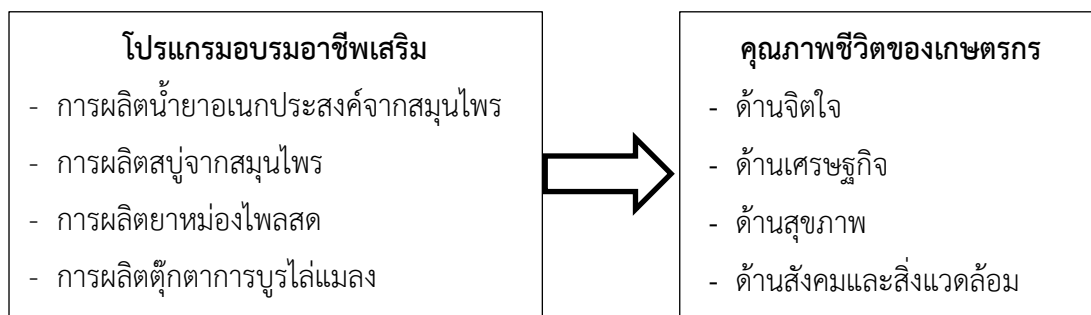 โปรแกรมอบรมอาชีพเสริม
- การผลิตน้ำยาอเนกประสงค์จากสมุนไพร
- การผลิตสบู่จากสมุนไพร
- การผลิตยาหม่องไพลสด
- การผลิตตุ๊กตาการบูรไล่แมลง
คุณภาพชีวิตของเกษตรกร
- ด้านจิตใจ
- ด้านเศรษฐกิจ
- ด้านสุขภาพ
- ด้านสังคมและสิ่งแวดล้อม